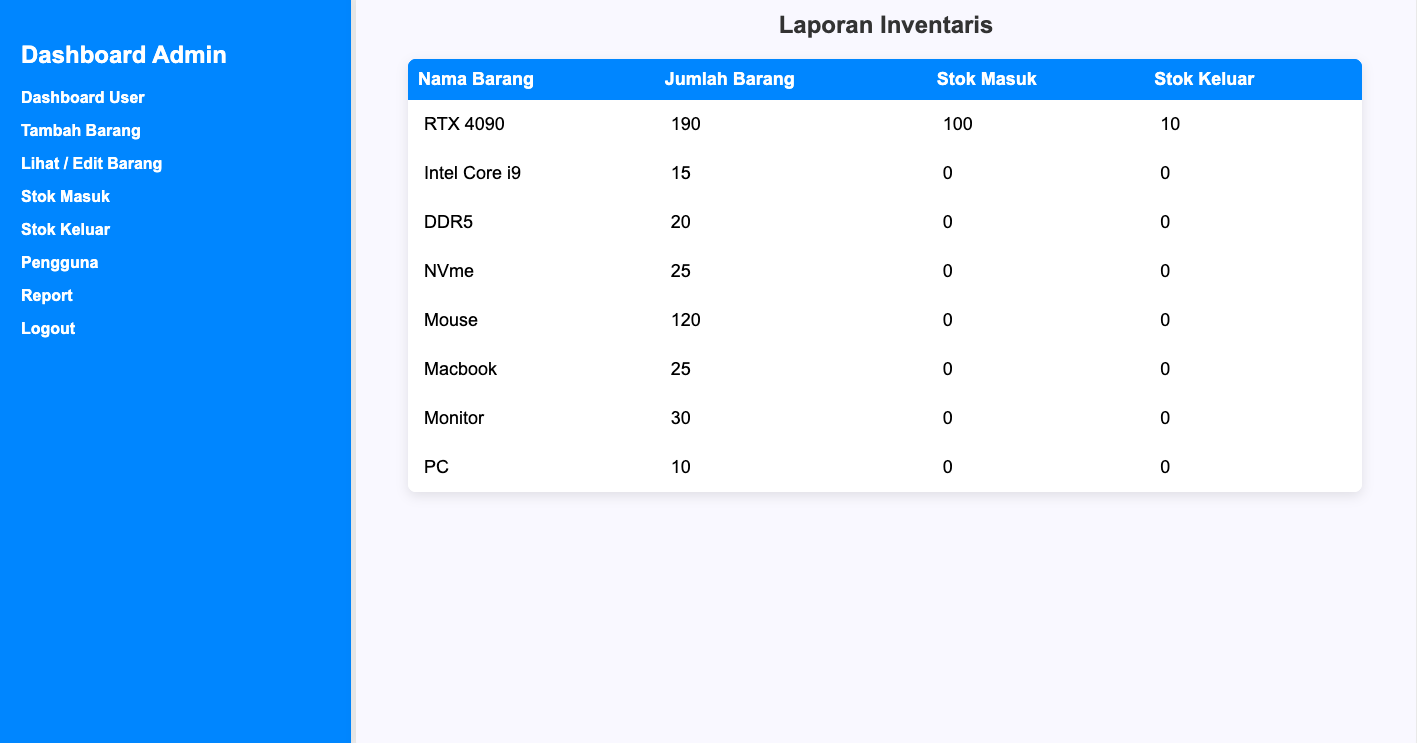 Dashboard Admin
Dashboard User
Tambah Barang
Lihat / Edit Barang
Stok Masuk
Stok Keluar
Pengguna
Report
Logout
Laporan Inventaris
Nama Barang Jumlah Barang Stok Masuk Stok Keluar
RTX 4090 190 100 10
Intel Core i9 15 0 0
DDR5 20 0 0
NVme 25 0 0
Mouse 120 0 0
Macbook 25 0 0
Monitor 30 0 0
PC 10 0 0